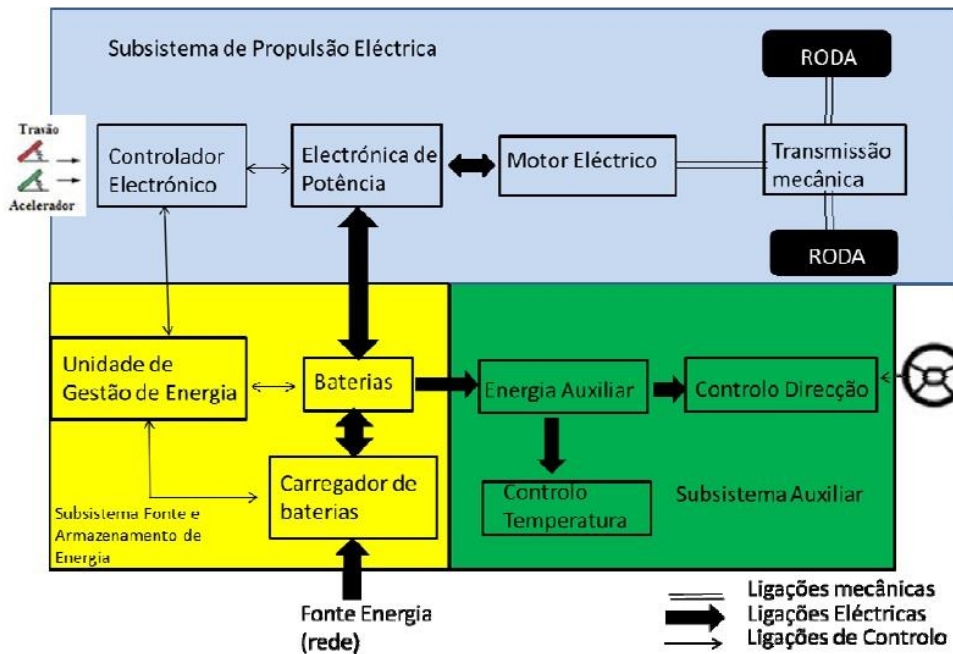 Subsistema de Propulsão Eléctrica
RODA
Travão
Acelerador
Controlador
Electrónico
Electrónica de
Potência
Motor Eléctrico
Transmissão
mecânica
RODA
Unidade de
Gestão de Energia
Baterias
Energia Auxiliar
Controlo Direcção
Carregador de
baterias
Controlo
Temperatura
Subsistema Auxiliar
Subsistema Fonte e
Armazenamento de
Energia
Fonte Energia
(rede)
Ligações mecânicas
Ligações Eléctricas
Ligações de Controlo